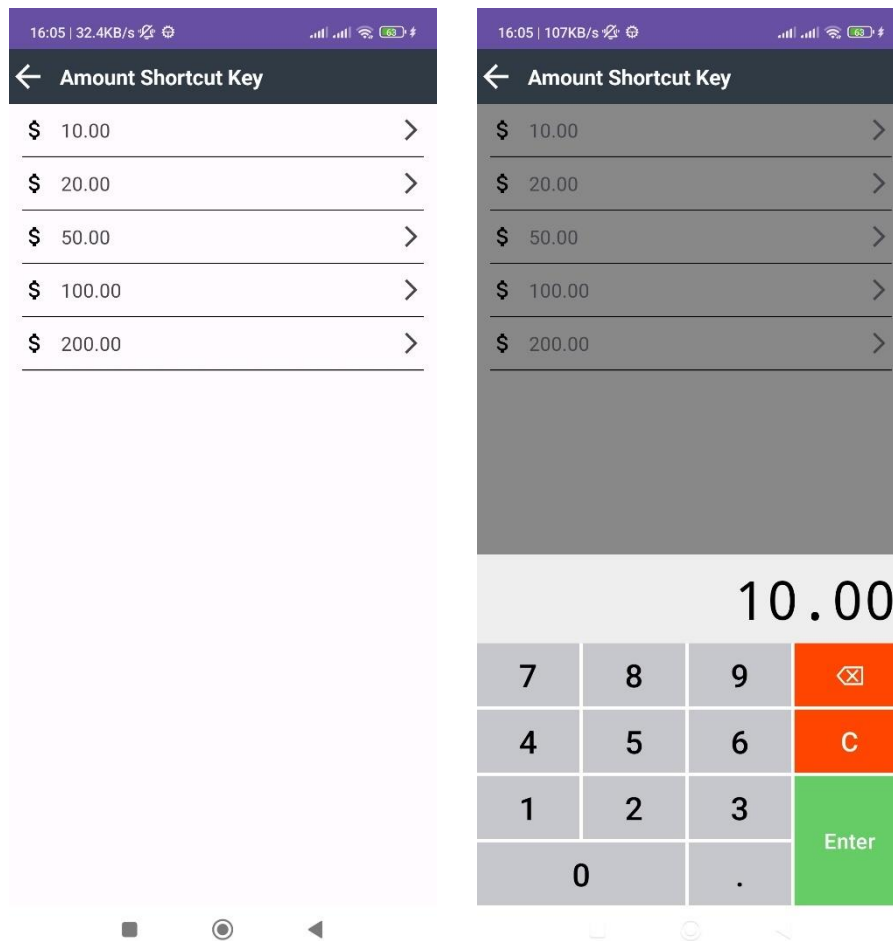 16:05 | 32.4KB/s
63
Amount Shortcut Key
$ 10.00
$ 20.00
$ 50.00
$ 100.00
$ 200.00
16:05 | 107KB/s
63
Amount Shortcut Key
$ 10.00
$ 20.00
$ 50.00
$ 100.00
$ 200.00
10.00
7 8 9
4 5 6 C
1 2 3
Enter
0 .